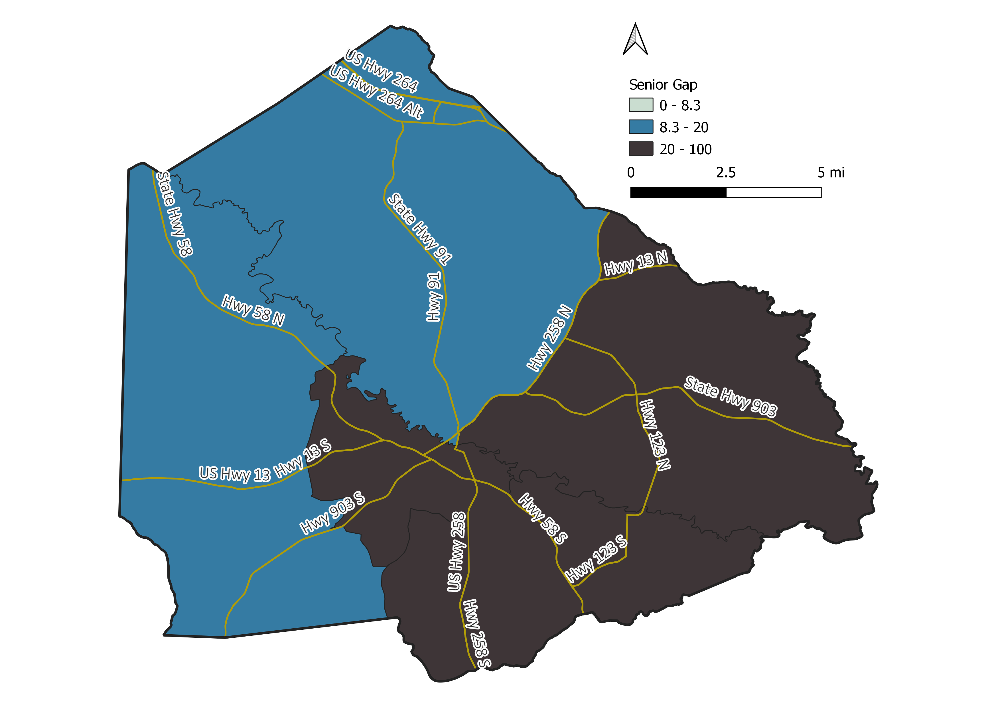 US Hwy 264
US Hwy 264 Alt
Senior Gap
0 - 8.3
8.3 - 20
20 - 100
0 2.5 5 mi
State Hwy 58
State Hwy 91
Hwy 13 N
Hwy 91
Hwy 58 N
Hwy 258 N
State Hwy 903
Hwy 123 N
US Hwy 13
Hwy 13 S
Hwy 903 S
US Hwy 258
Hwy 58 S
Hwy 123 S
Hwy 258 S